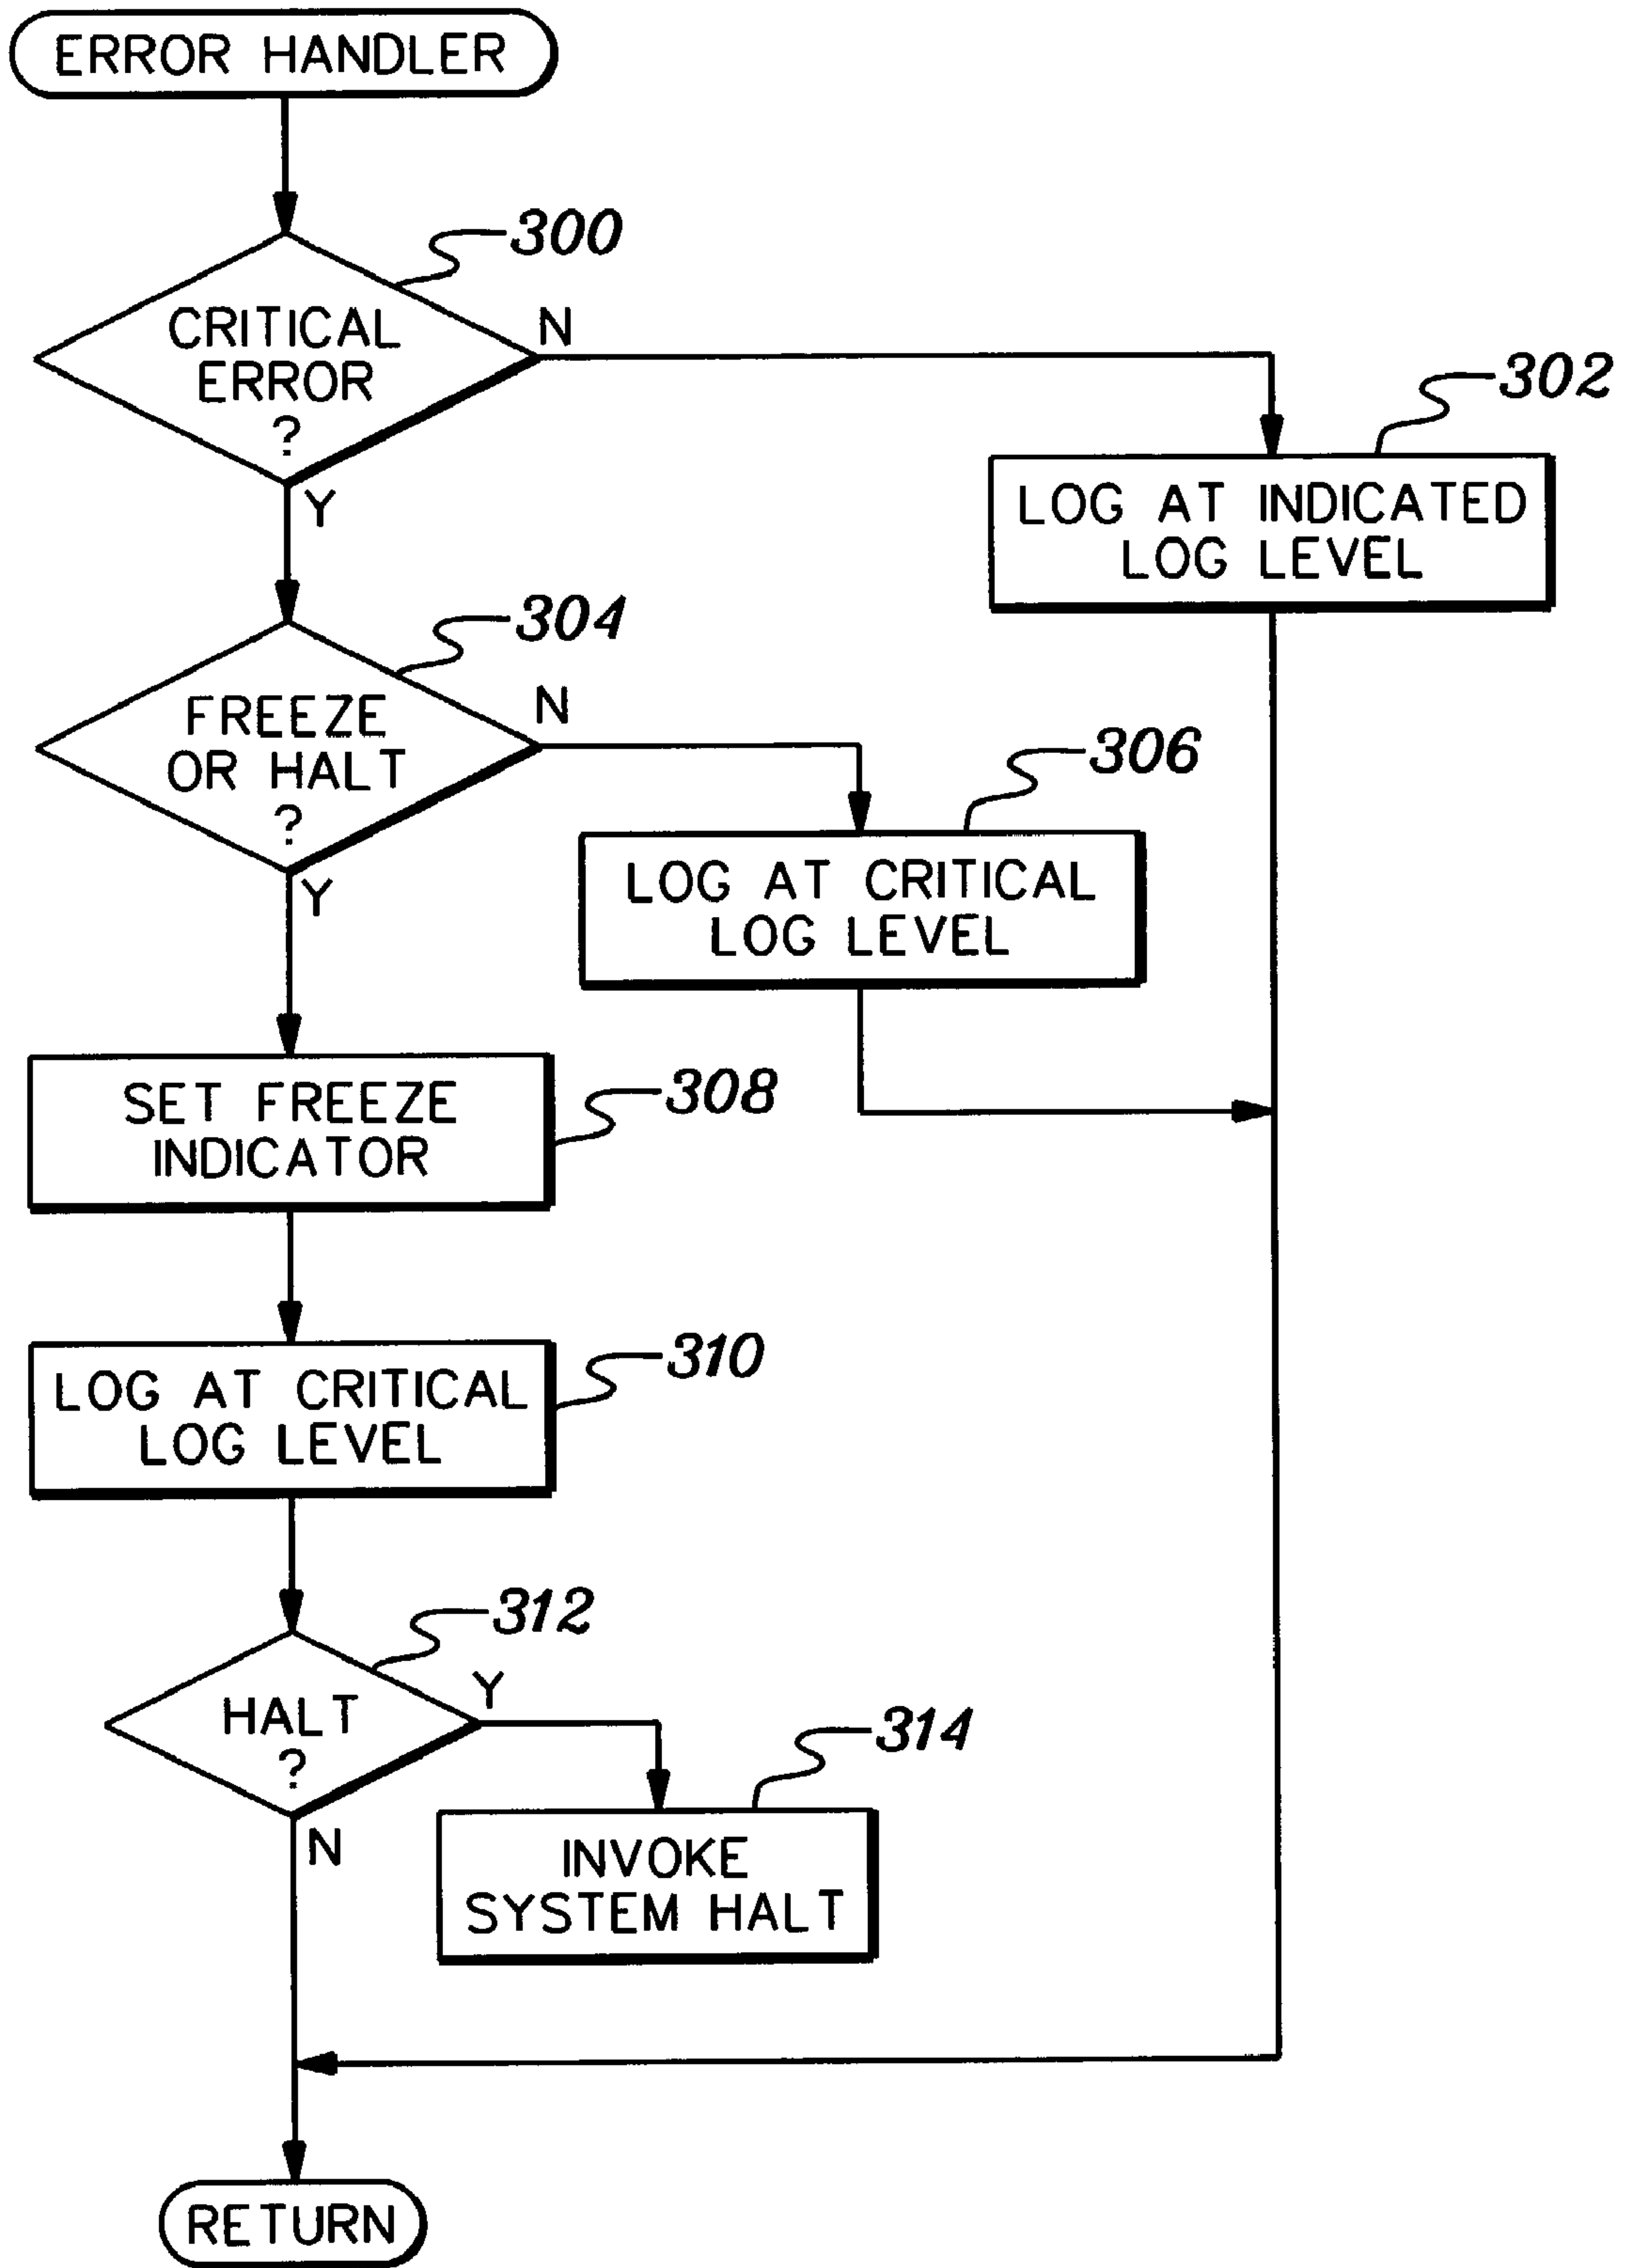 ERROR HANDLER
300
CRITICAL
ERROR
?
N
Y
302
LOG AT INDICATED
LOG LEVEL
304
FREEZE
OR HALT
?
N
Y
306
LOG AT CRITICAL
LOG LEVEL
SET FREEZE
INDICATOR
308
LOG AT CRITICAL
LOG LEVEL
310
312
HALT
?
Y
N
314
INVOKE
SYSTEM HALT
RETURN